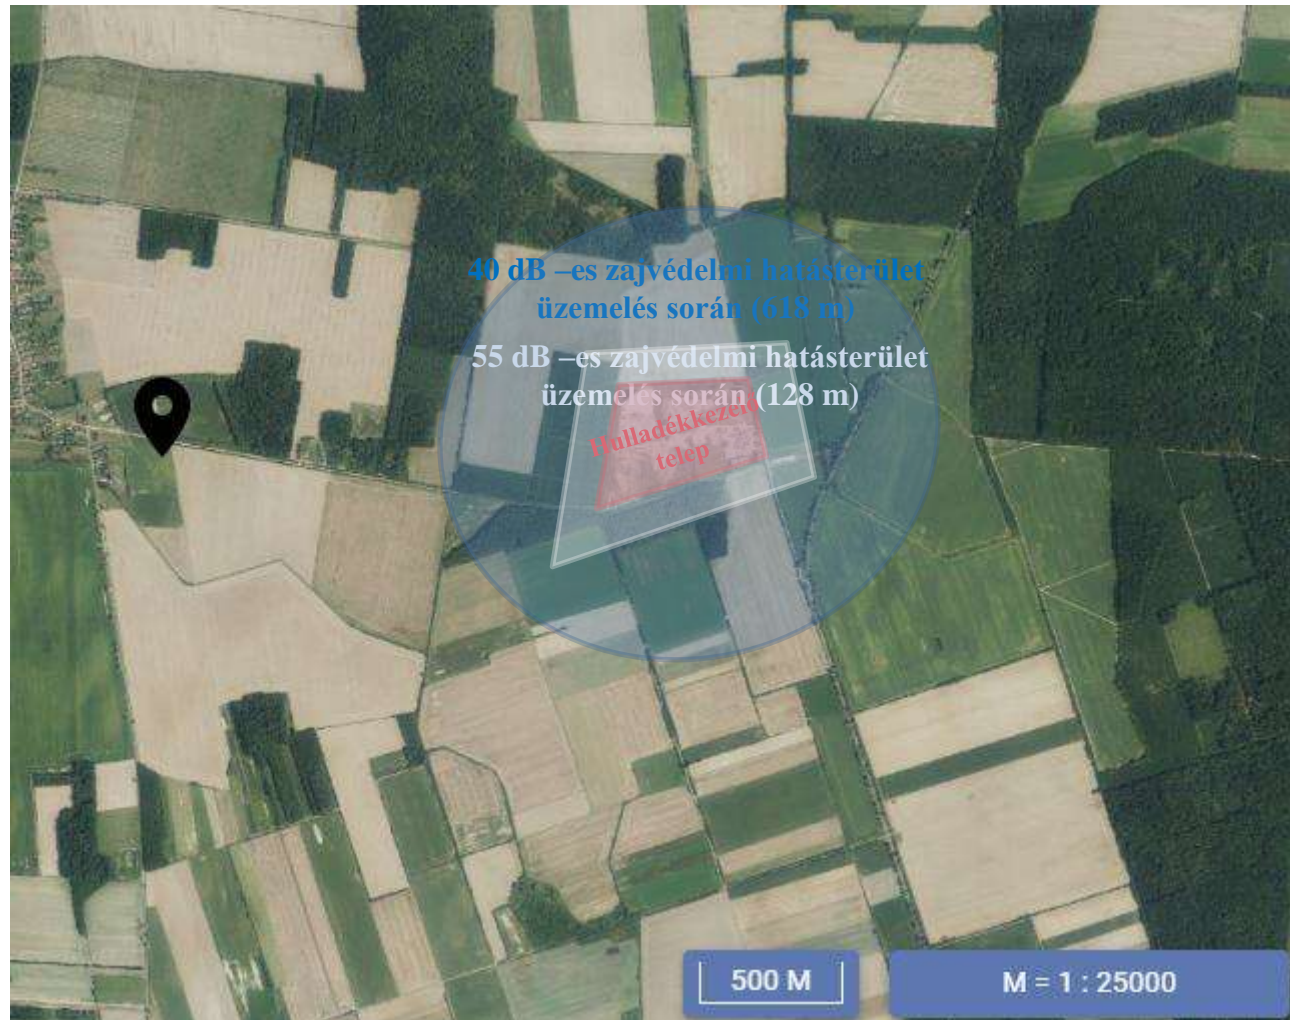 40 dB –es zajvédelmi hatásterület
üzemelés során (618 m)
55 dB –es zajvédelmi hatásterület
üzemelés során (128 m)
Hulladékkezelő
telep
500 M
M = 1 : 25000